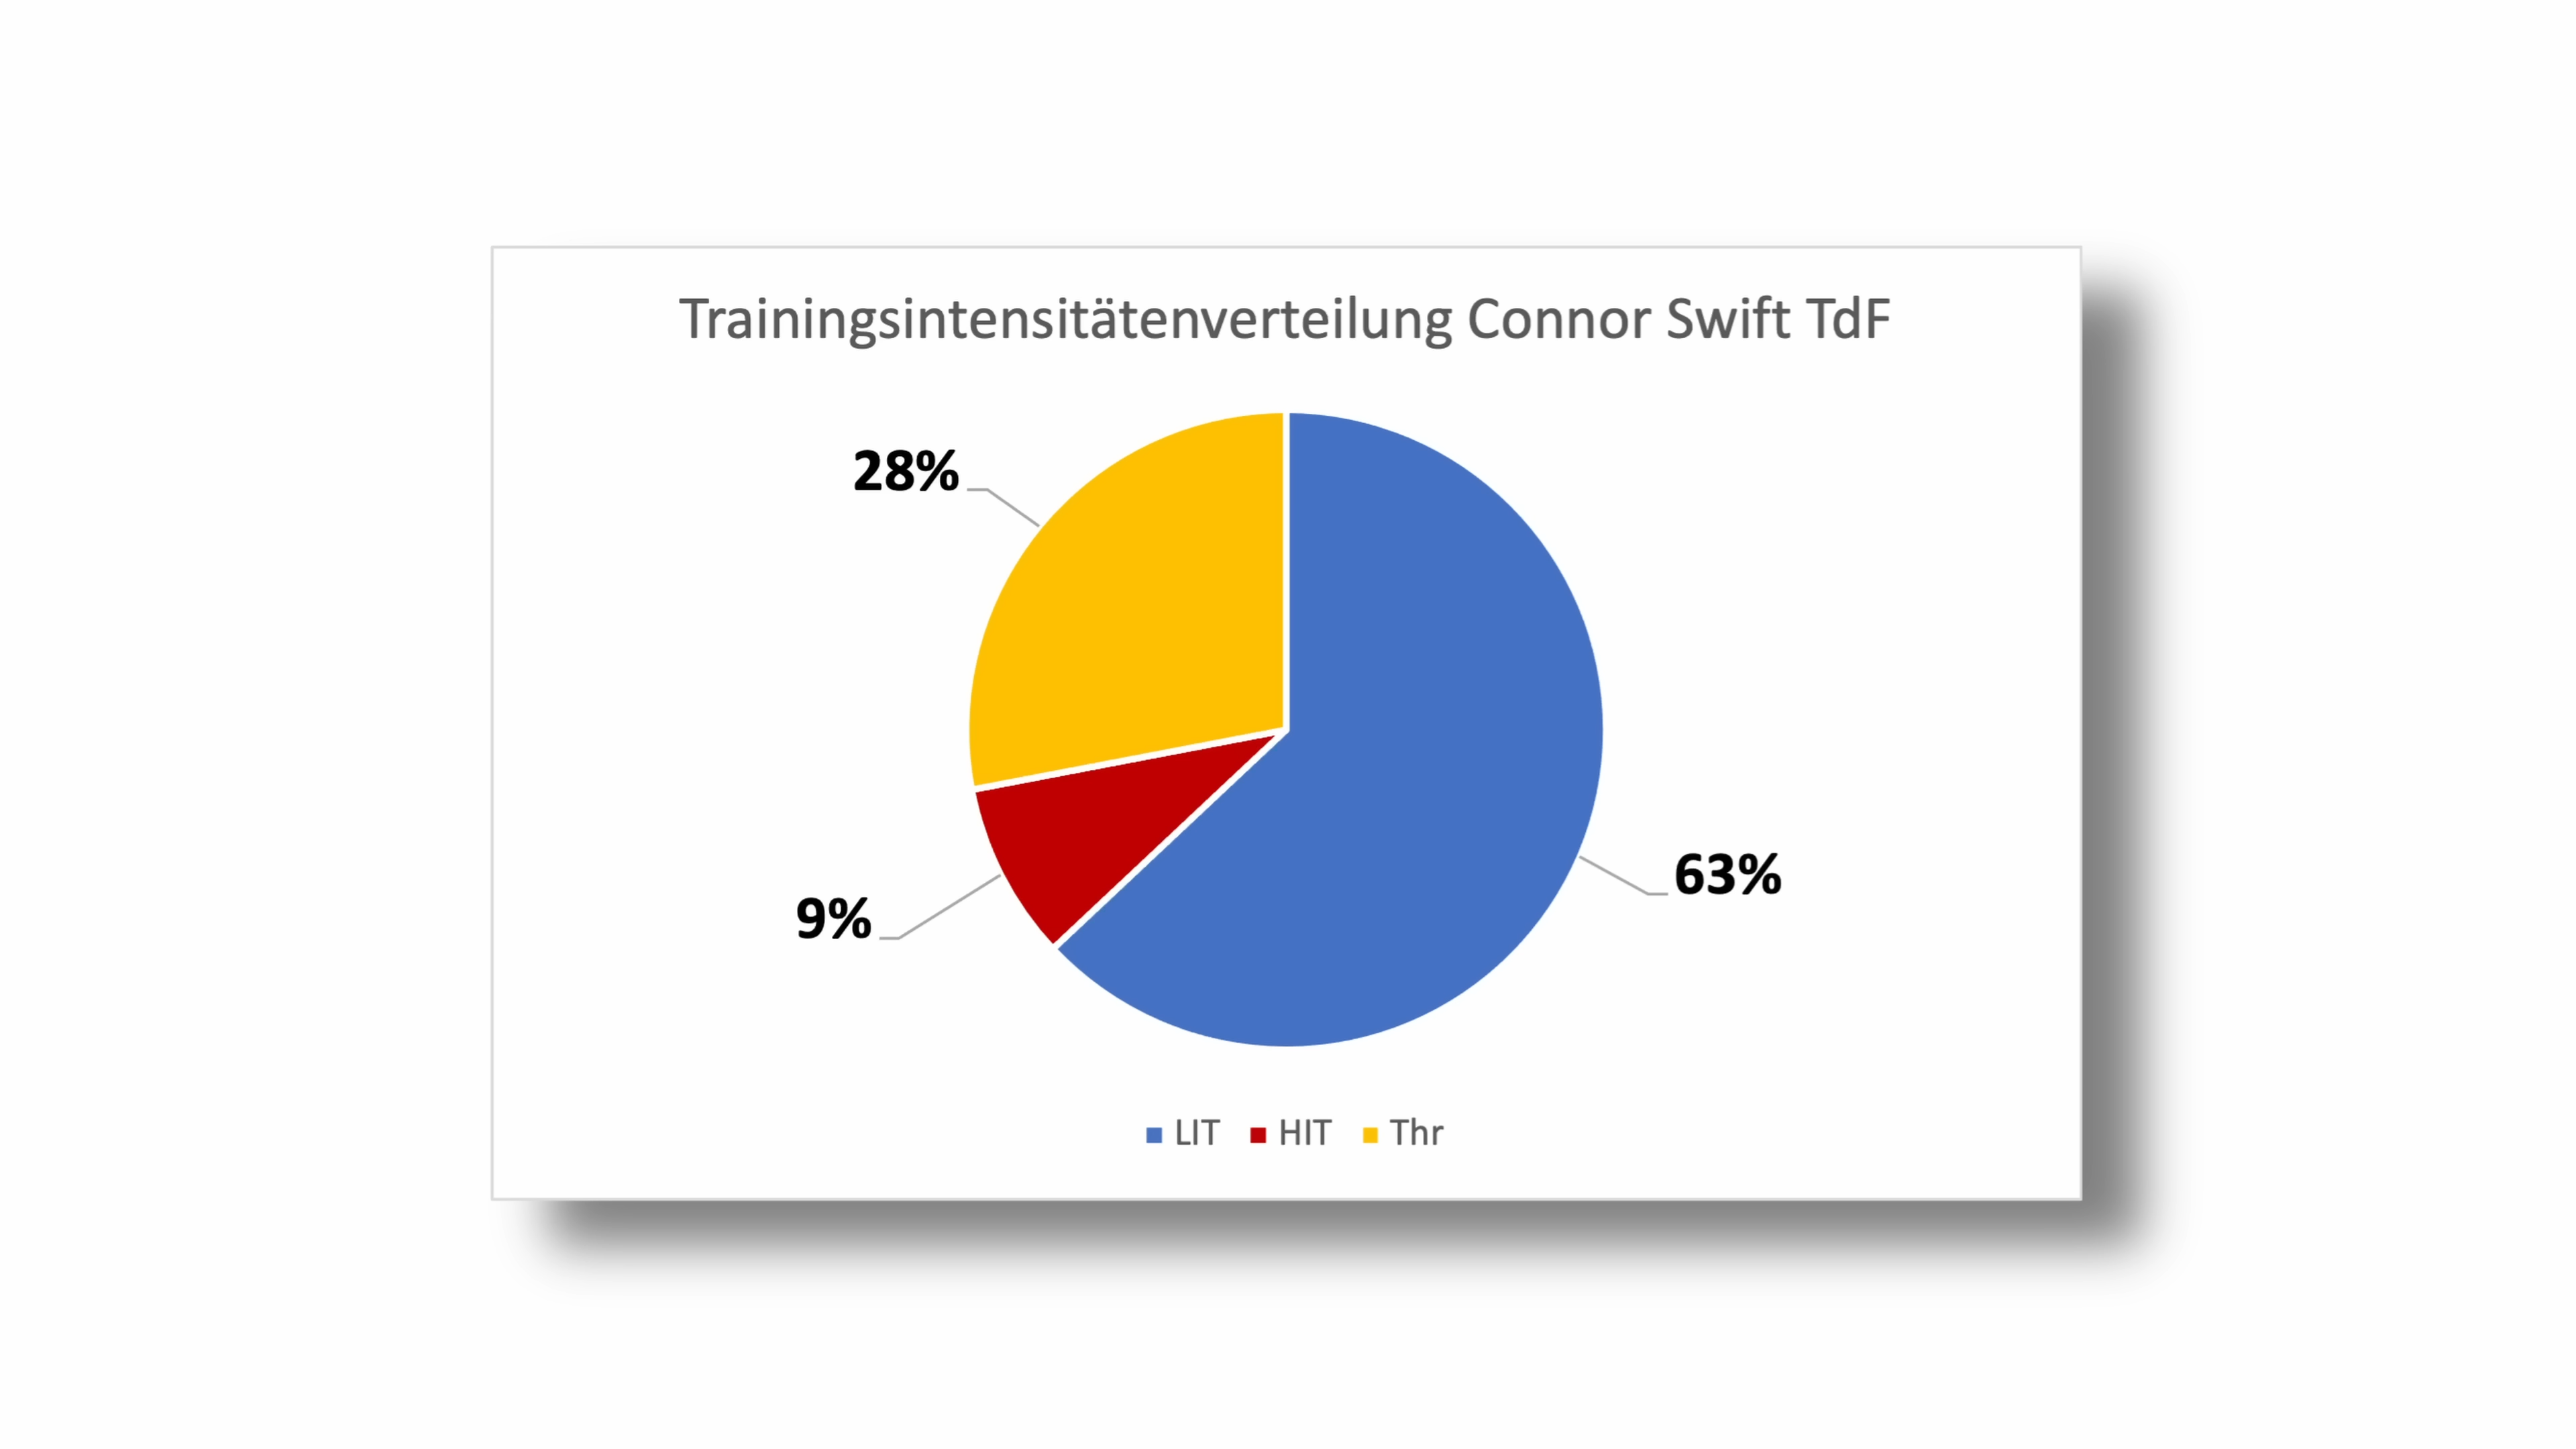 Trainingsintensitätenverteilung Connor Swift TdF
28%
63%
9%
LIT HIT Thr